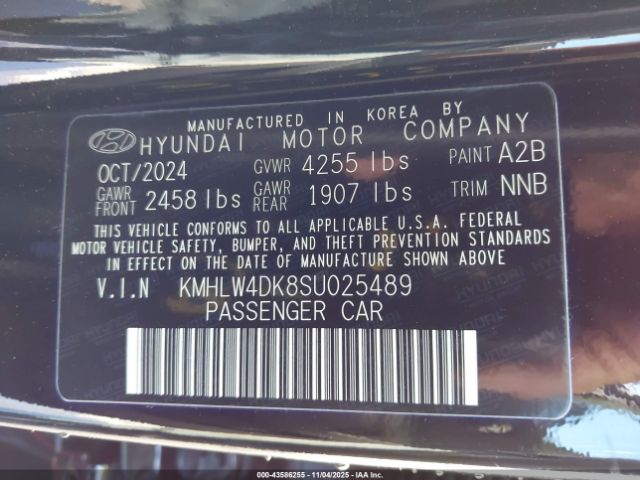 MANUFACTURED IN KOREA BY
HYUNDAI MOTOR COMPANY
OCT/2024 GVWR 4255 lbs PAINT A2B
GAWR FRONT 2458 lbs GAWR REAR 1907 lbs TRIM NNB
THIS VEHICLE CONFORMS TO ALL APPLICABLE U.S.A. FEDERAL
MOTOR VEHICLE SAFETY, BUMPER, AND THEFT PREVENTION STANDARDS
IN EFFECT ON THE DATE OF MANUFACTURE SHOWN ABOVE
V.I.N KMHLW4DK8SU025489
PASSENGER CAR
000-43586255 - 11/04/2025 - IAA Inc.